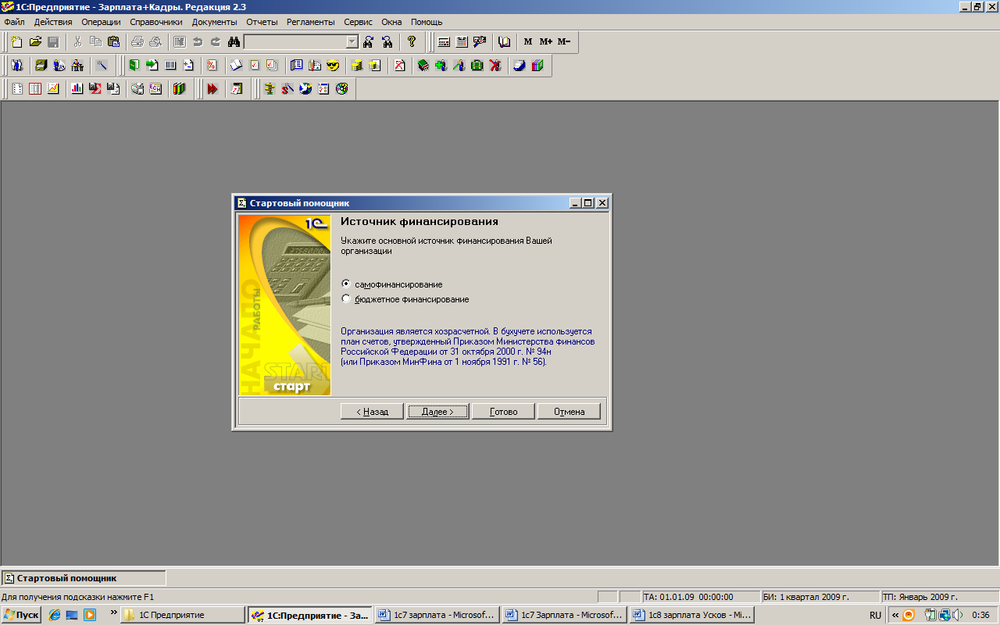 1С:Предприятие - Зарплата+Кадры. Редакция 2.3
Файл Действия Операции Справочники Документы Отчеты Регламенты Сервис Окна Помощь
M M+ M-
Стартовый помощник
1С
Источник финансирования
Укажите основной источник финансирования Вашей
организации
самофинансирование
бюджетное финансирование
Организация является хозрасчетной. В бухучете используется
план счетов, утвержденный Приказом Министерства финансов
Российской Федерации от 31 октября 2000 г. № 94н
(или Приказом МинФина от 1 ноября 1991 г. № 56).
НАЧАЛО
РАБОТЫ
START
старт
< Назад Далее > Готово Отмена
Стартовый помощник
Для получения подсказки нажмите F1 ТА: 01.01.09 00:00:00 БИ: 1 квартал 2009 г. ТП: Январь 2009 г.
Пуск » 1С Предприятие 1С:Предприятие - За... 1с7 зарплата - Microsof... 1с7 Зарплата - Microsof... 1с8 зарплата Усков - Mi... RU « 0:36